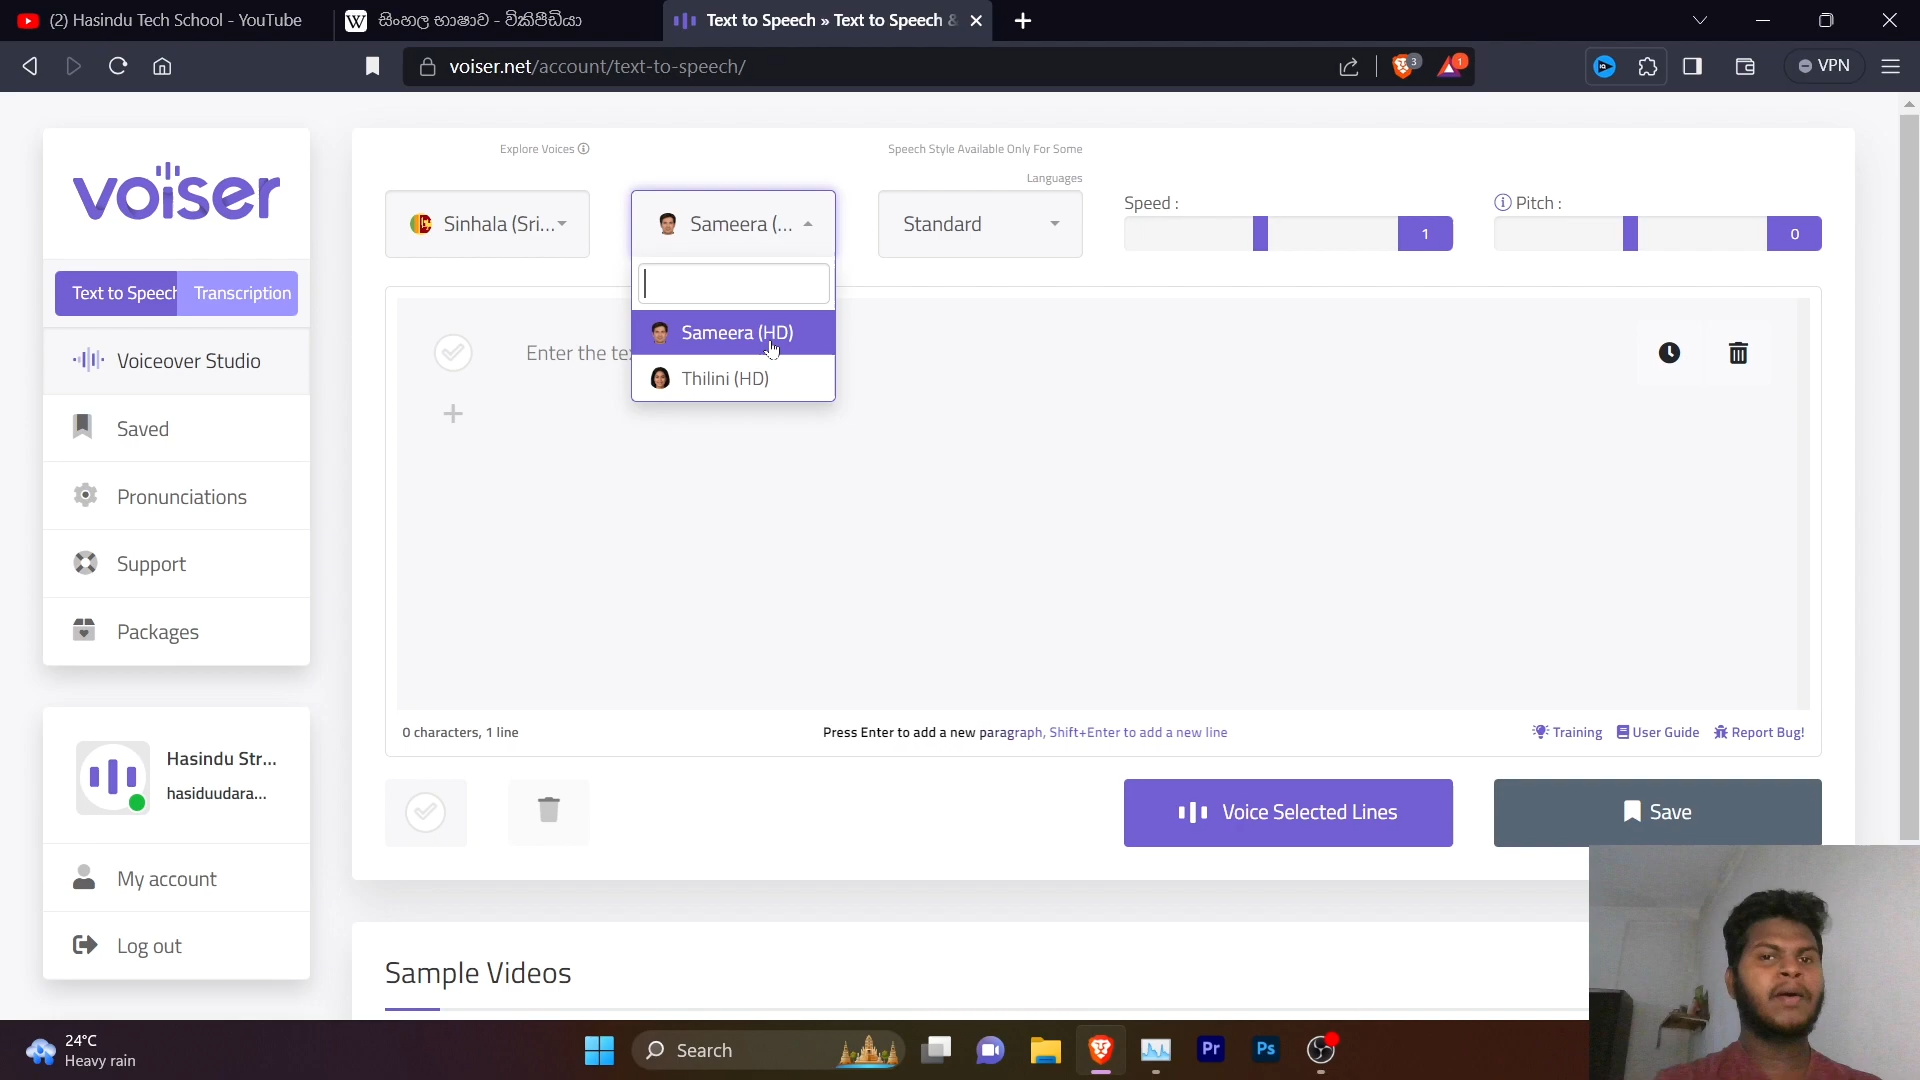 (2) Hasindu Tech School - YouTube
W සිංහල භාෂාව - විකිපීඩියා
Text to Speech » Text to Speech &
voiser.net/account/text-to-speech/
3
1
VPN
voiser
Explore Voices
Speech Style Available Only For Some
Languages
Sinhala (Sri...
Sameera (...
Standard
Speed :
1
Pitch :
0
Text to Speech
Transcription
Sameera (HD)
Thilini (HD)
Enter the te
Voiceover Studio
Saved
Pronunciations
Support
Packages
0 characters, 1 line
Press Enter to add a new paragraph, Shift+Enter to add a new line
Training
User Guide
Report Bug!
Hasindu Str...
hasiduudara...
Voice Selected Lines
Save
My account
Log out
Sample Videos
24°C
Heavy rain
Search
Pr
Ps